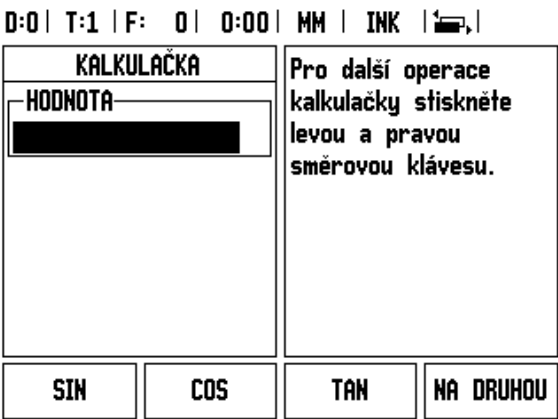 D:0 | T:1 | F: 0 | 0:00 | MM | INK
KALKULAČKA
HODNOTA
Pro další operace
kalkulačky stiskněte
levou a pravou
směrovou klávesu.
SIN COS TAN NA DRUHOU